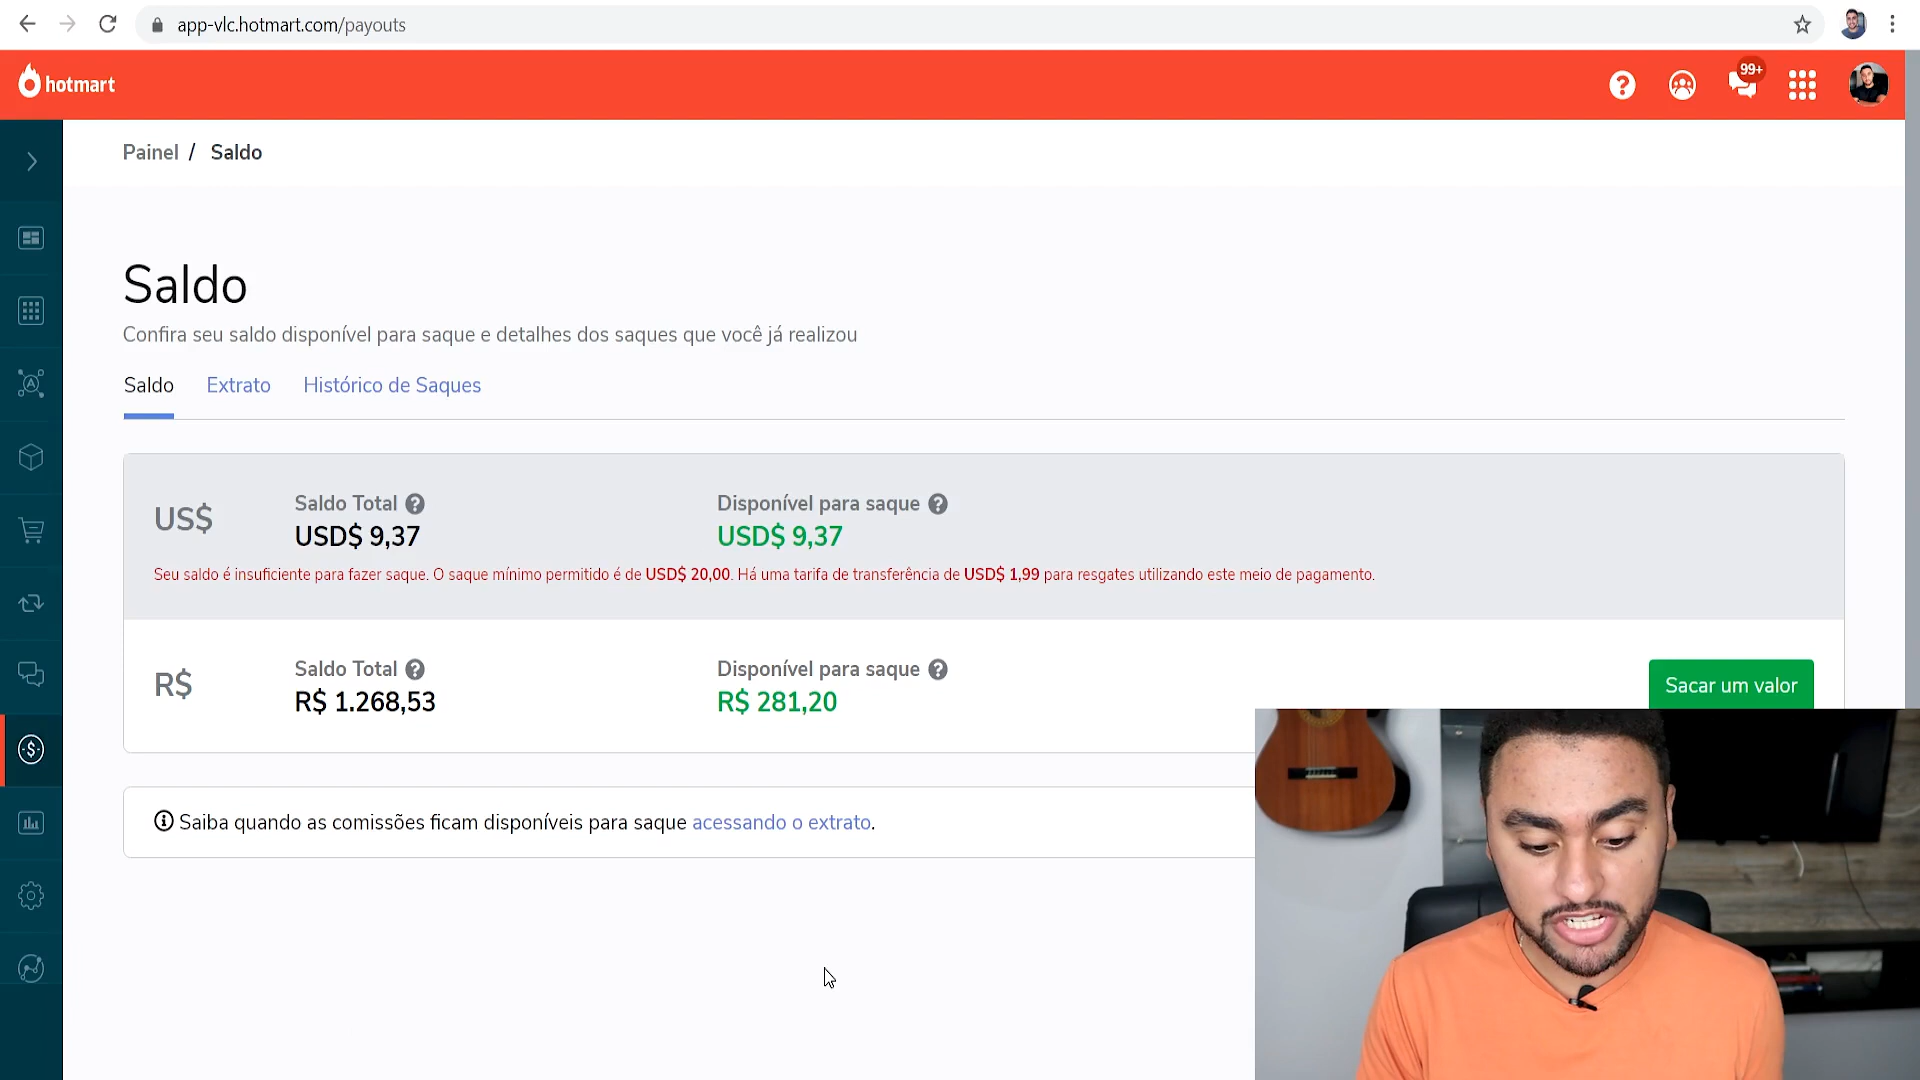 app-vlc.hotmart.com/payouts
hotmart
99+
Painel / Saldo
Saldo
Confira seu saldo disponível para saque e detalhes dos saques que você já realizou
Saldo Extrato Histórico de Saques
US$
Saldo Total ?
USD$ 9,37
Disponível para saque ?
USD$ 9,37
Seu saldo é insuficiente para fazer saque. O saque mínimo permitido é de USD$ 20,00. Há uma tarifa de transferência de USD$ 1,99 para resgates utilizando este meio de pagamento.
R$
Saldo Total ?
R$ 1.268,53
Disponível para saque ?
R$ 281,20
Sacar um valor
Saiba quando as comissões ficam disponíveis para saque acessando o extrato.